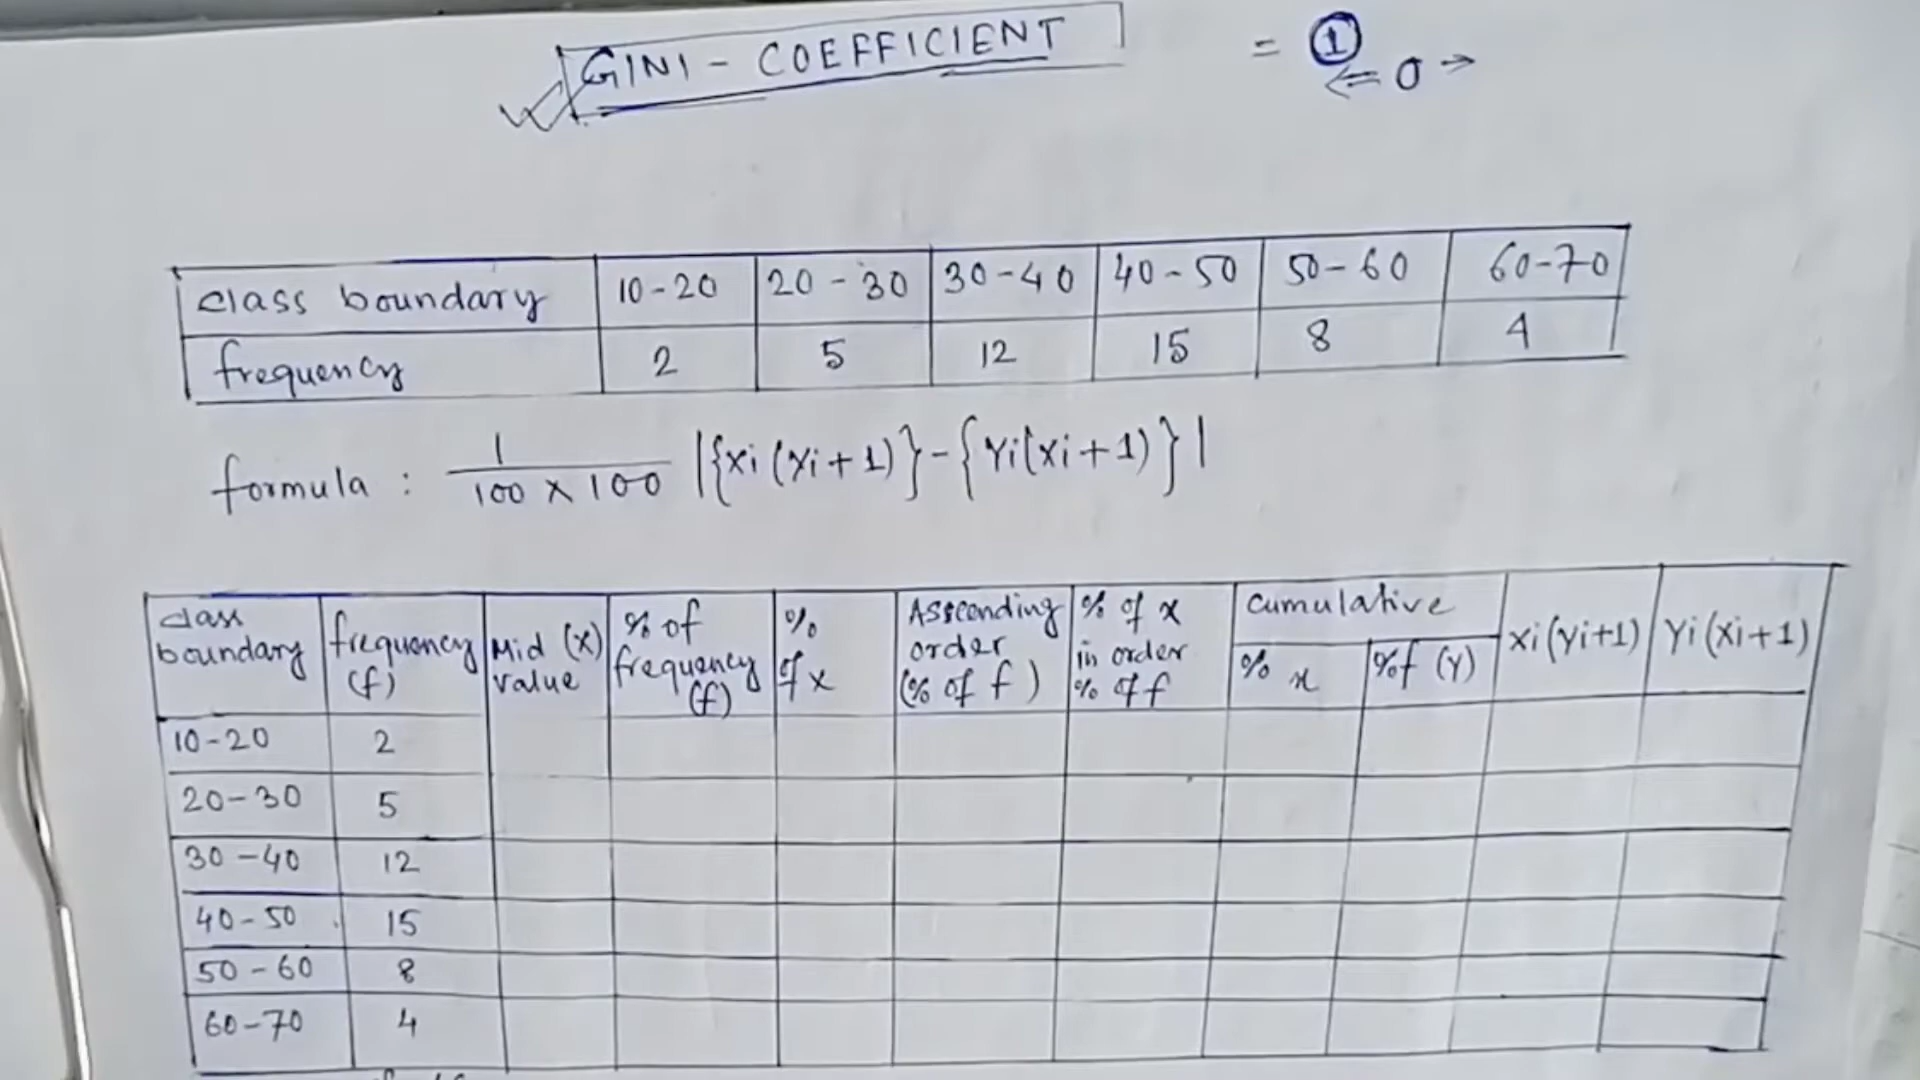 GINI - COEFFICIENT
= 1
⇐ 0 →
class boundary 10-20 20-30 30-40 40-50 50-60 60-70
frequency 2 5 12 15 8 4
formula : 1 / 100 x 100 |{xi (yi + 1)} - {Yi(xi + 1)}|
class boundary frequency (f) Mid (x) value % of frequency (f) % of x Asscending order (% of f) % of x in order % of f cumulative % x %f (Y) xi(yi+1) Yi(xi+1)
10-20 2
20-30 5
30-40 12
40-50 15
50-60 8
60-70 4